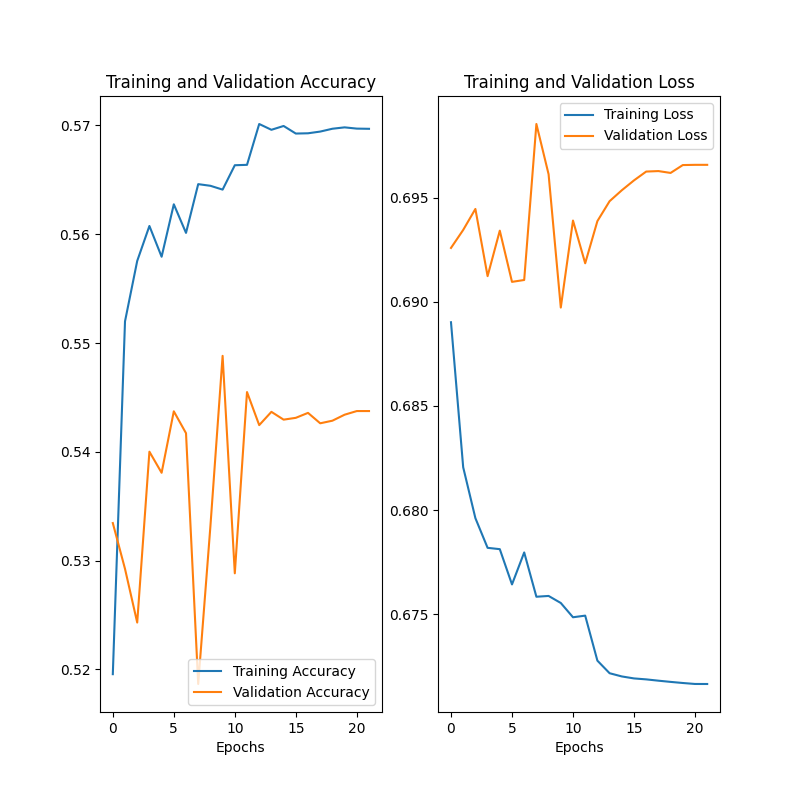 Training and Validation Accuracy
0.57
0.56
0.55
0.54
0.53
0.52
Training Accuracy
Validation Accuracy
0 5 10 15 20
Epochs
Training and Validation Loss
Training Loss
Validation Loss
0.695
0.690
0.685
0.680
0.675
0 5 10 15 20
Epochs